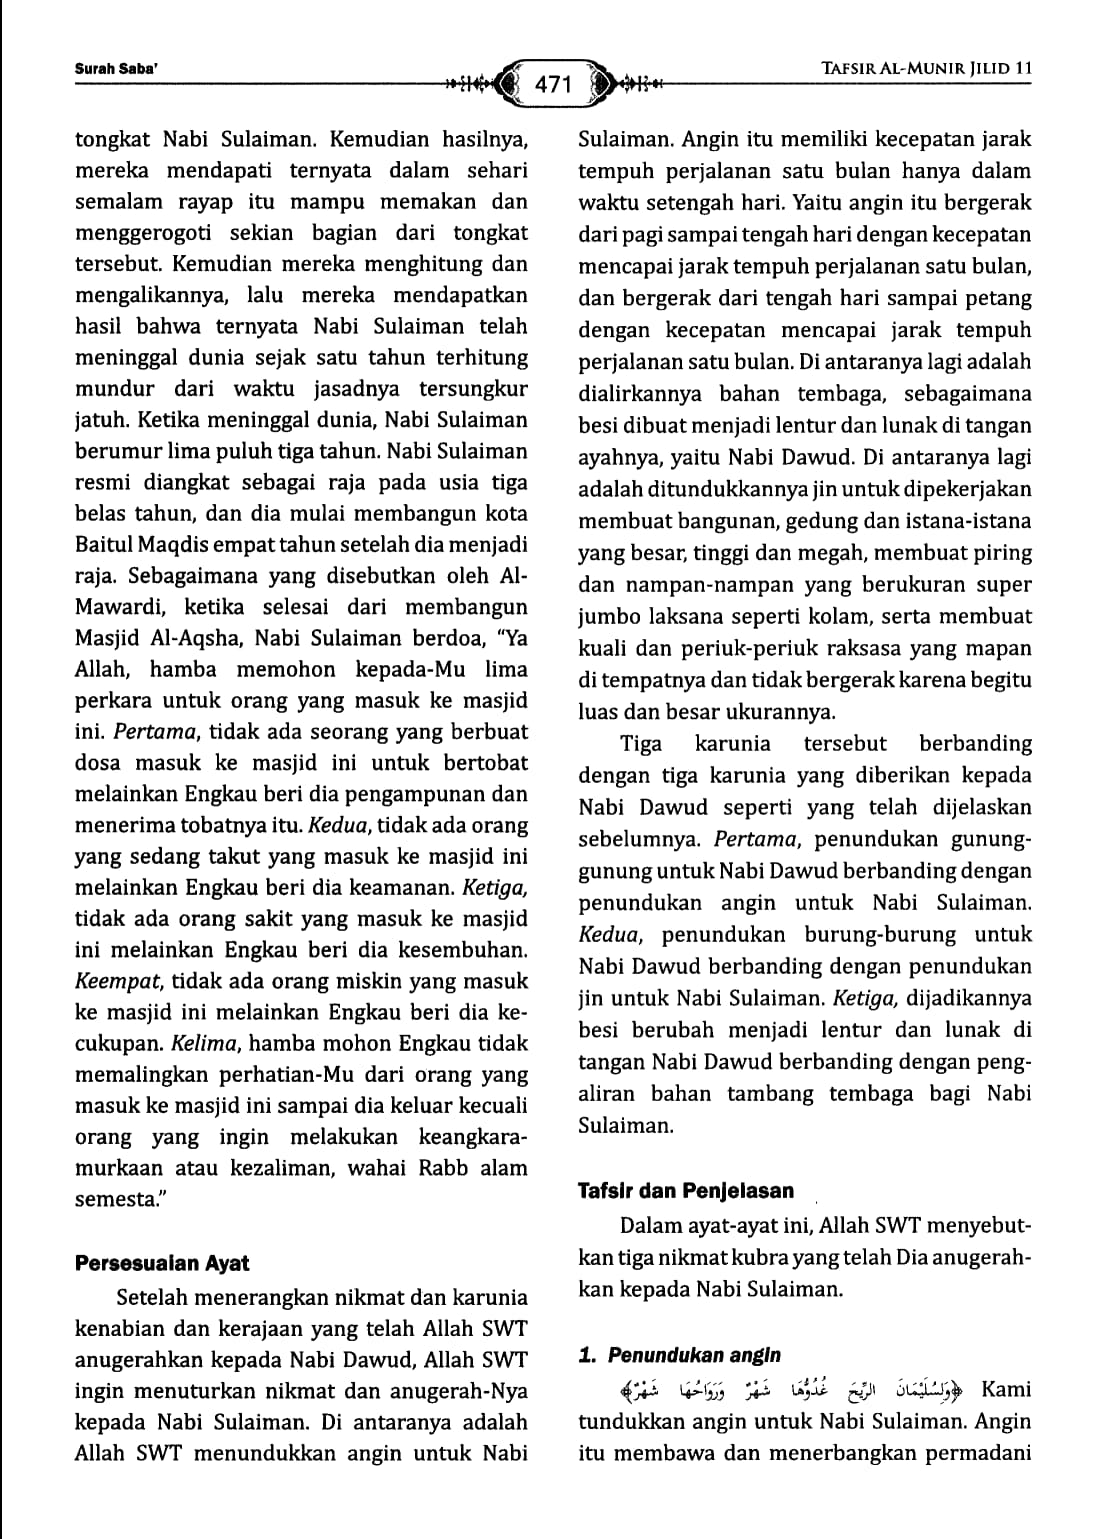 Surah Saba'
471
TAFSIR AL-MUNIR JILID 11
tongkat Nabi Sulaiman. Kemudian hasilnya,
mereka mendapati ternyata dalam sehari
semalam rayap itu mampu memakan dan
menggerogoti sekian bagian dari tongkat
tersebut. Kemudian mereka menghitung dan
mengalikannya, lalu mereka mendapatkan
hasil bahwa ternyata Nabi Sulaiman telah
meninggal dunia sejak satu tahun terhitung
mundur dari waktu jasadnya tersungkur
jatuh. Ketika meninggal dunia, Nabi Sulaiman
berumur lima puluh tiga tahun. Nabi Sulaiman
resmi diangkat sebagai raja pada usia tiga
belas tahun, dan dia mulai membangun kota
Baitul Maqdis empat tahun setelah dia menjadi
raja. Sebagaimana yang disebutkan oleh Al-
Mawardi, ketika selesai dari membangun
Masjid Al-Aqsha, Nabi Sulaiman berdoa, “Ya
Allah, hamba memohon kepada-Mu lima
perkara untuk orang yang masuk ke masjid
ini. Pertama, tidak ada seorang yang berbuat
dosa masuk ke masjid ini untuk bertobat
melainkan Engkau beri dia pengampunan dan
menerima tobatnya itu. Kedua, tidak ada orang
yang sedang takut yang masuk ke masjid ini
melainkan Engkau beri dia keamanan. Ketiga,
tidak ada orang sakit yang masuk ke masjid
ini melainkan Engkau beri dia kesembuhan.
Keempat, tidak ada orang miskin yang masuk
ke masjid ini melainkan Engkau beri dia ke-
cukupan. Kelima, hamba mohon Engkau tidak
memalingkan perhatian-Mu dari orang yang
masuk ke masjid ini sampai dia keluar kecuali
orang yang ingin melakukan keangkara-
murkaan atau kezaliman, wahai Rabb alam
semesta.”
Persesuaian Ayat
Setelah menerangkan nikmat dan karunia
kenabian dan kerajaan yang telah Allah SWT
anugerahkan kepada Nabi Dawud, Allah SWT
ingin menuturkan nikmat dan anugerah-Nya
kepada Nabi Sulaiman. Di antaranya adalah
Allah SWT menundukkan angin untuk Nabi
Sulaiman. Angin itu memiliki kecepatan jarak
tempuh perjalanan satu bulan hanya dalam
waktu setengah hari. Yaitu angin itu bergerak
dari pagi sampai tengah hari dengan kecepatan
mencapai jarak tempuh perjalanan satu bulan,
dan bergerak dari tengah hari sampai petang
dengan kecepatan mencapai jarak tempuh
perjalanan satu bulan. Di antaranya lagi adalah
dialirkannya bahan tembaga, sebagaimana
besi dibuat menjadi lentur dan lunak di tangan
ayahnya, yaitu Nabi Dawud. Di antaranya lagi
adalah ditundukkannya jin untuk dipekerjakan
membuat bangunan, gedung dan istana-istana
yang besar, tinggi dan megah, membuat piring
dan nampan-nampan yang berukuran super
jumbo laksana seperti kolam, serta membuat
kuali dan periuk-periuk raksasa yang mapan
di tempatnya dan tidak bergerak karena begitu
luas dan besar ukurannya.
Tiga karunia tersebut berbanding
dengan tiga karunia yang diberikan kepada
Nabi Dawud seperti yang telah dijelaskan
sebelumnya. Pertama, penundukan gunung-
gunung untuk Nabi Dawud berbanding dengan
penundukan angin untuk Nabi Sulaiman.
Kedua, penundukan burung-burung untuk
Nabi Dawud berbanding dengan penundukan
jin untuk Nabi Sulaiman. Ketiga, dijadikannya
besi berubah menjadi lentur dan lunak di
tangan Nabi Dawud berbanding dengan peng-
aliran bahan tambang tembaga bagi Nabi
Sulaiman.
Tafsir dan Penjelasan
Dalam ayat-ayat ini, Allah SWT menyebut-
kan tiga nikmat kubra yang telah Dia anugerah-
kan kepada Nabi Sulaiman.
1. Penundukan angin
﴿وَلِسُلَيْمَانَ الرِّيحَ غُدُوُّهَا شَهْرٌ وَرَوَاحُهَا شَهْرٌ﴾ Kami
tundukkan angin untuk Nabi Sulaiman. Angin
itu membawa dan menerbangkan permadani